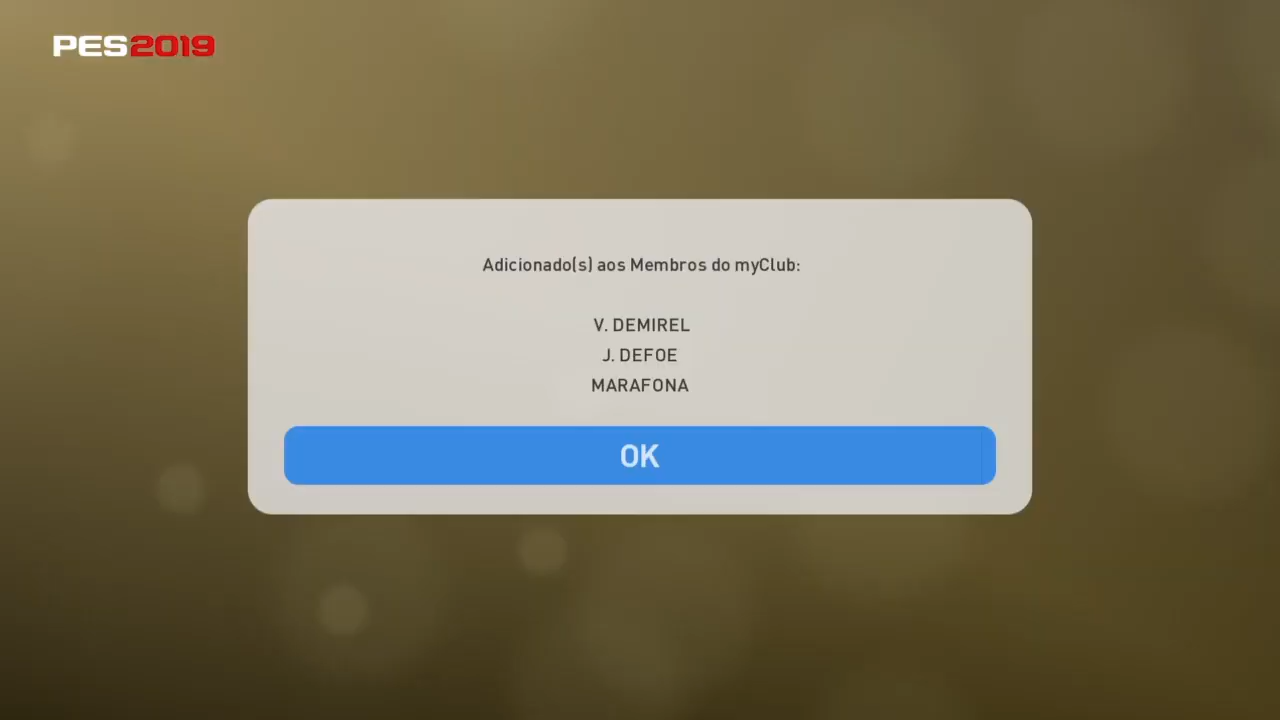 PES2019
Adicionado(s) aos Membros do myClub:
V. DEMIREL
J. DEFOE
MARAFONA
OK